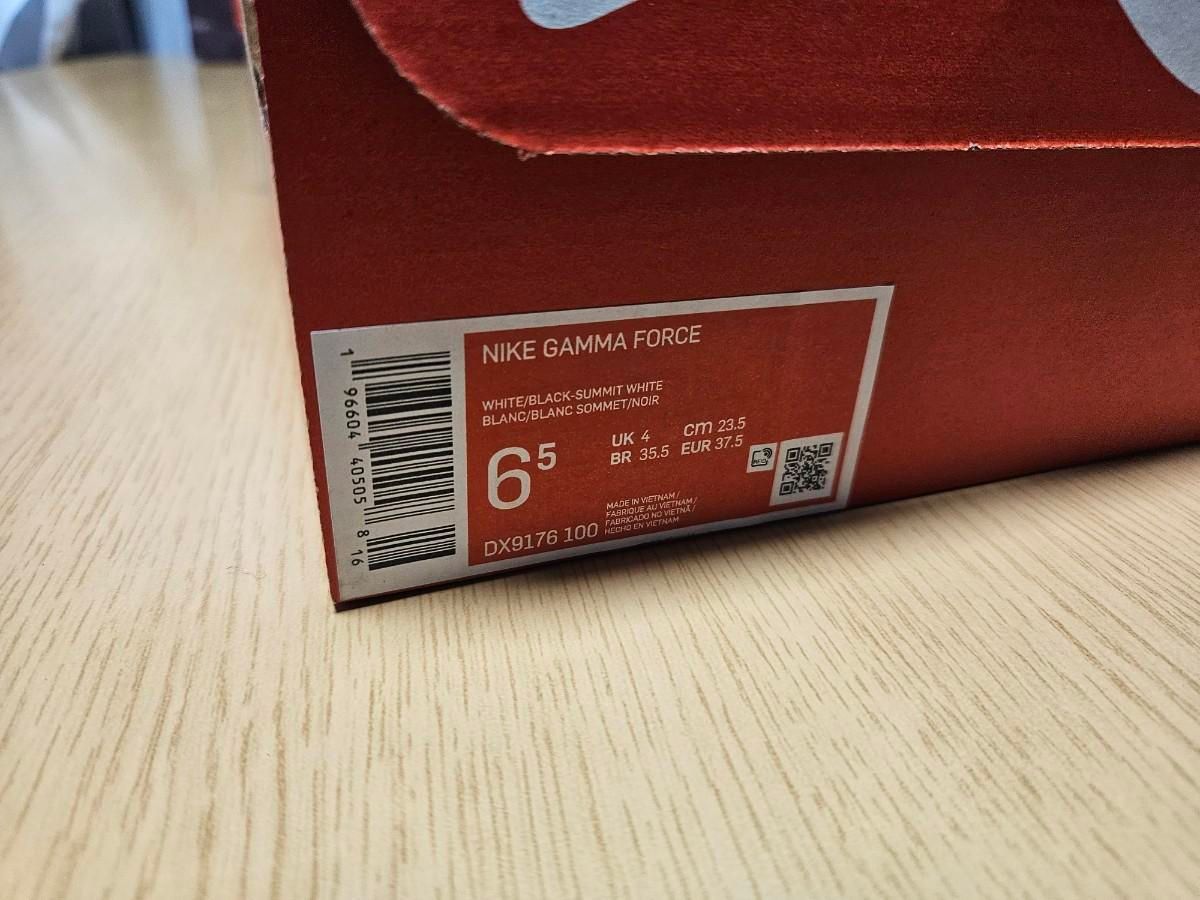 NIKE GAMMA FORCE
WHITE/BLACK-SUMMIT WHITE
BLANC/BLANC SOMMET/NOIR
6⁵
UK 4 cm 23.5
BR 35.5 EUR 37.5
MADE IN VIETNAM /
FABRIQUE AU VIETNAM /
FABRICADO NO VIETNÃ /
HECHO EN VIETNAM
DX9176 100
1 96604 40505 8 16